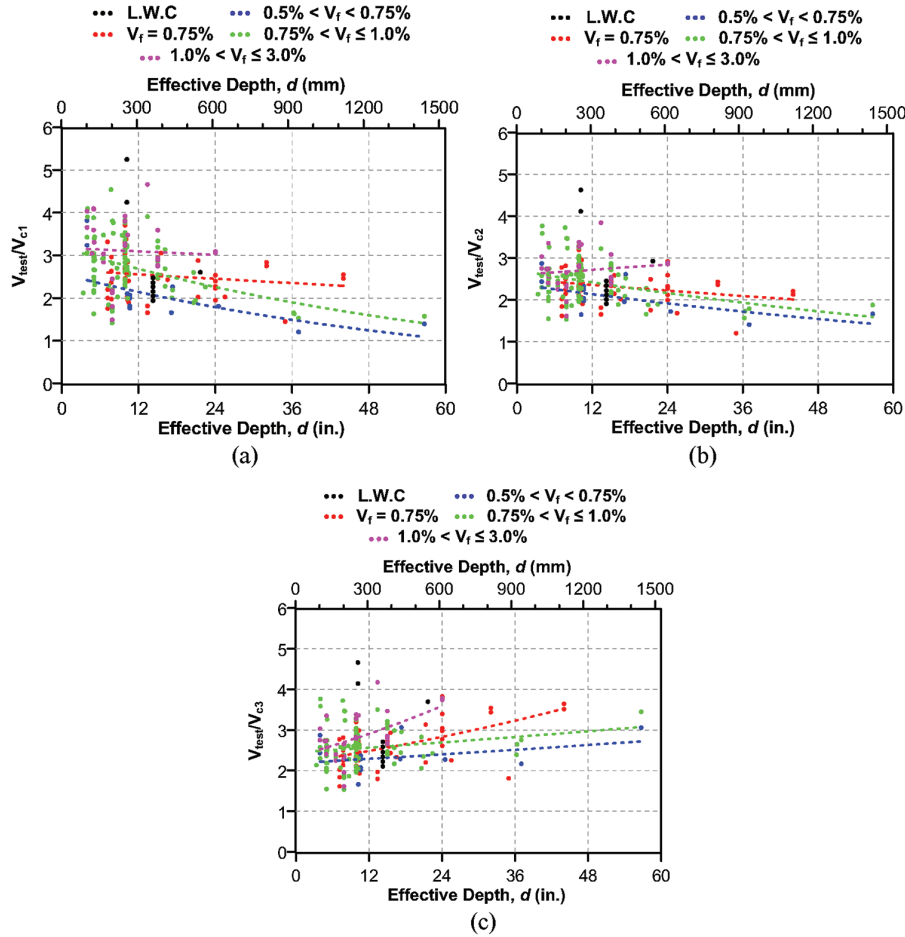 L.W.C
0.5% < Vf < 0.75%
Vf = 0.75%
0.75% < Vf ≤ 1.0%
1.0% < Vf ≤ 3.0%
Effective Depth, d (mm)
0 300 600 900 1200 1500
Vtest/Vc1
6
5
4
3
2
1
0
0 12 24 36 48 60
Effective Depth, d (in.)
(a)
L.W.C
0.5% < Vf < 0.75%
Vf = 0.75%
0.75% < Vf ≤ 1.0%
1.0% < Vf ≤ 3.0%
Effective Depth, d (mm)
0 300 600 900 1200 1500
Vtest/Vc2
6
5
4
3
2
1
0
0 12 24 36 48 60
Effective Depth, d (in.)
(b)
L.W.C
0.5% < Vf < 0.75%
Vf = 0.75%
0.75% < Vf ≤ 1.0%
1.0% < Vf ≤ 3.0%
Effective Depth, d (mm)
0 300 600 900 1200 1500
Vtest/Vc3
6
5
4
3
2
1
0
0 12 24 36 48 60
Effective Depth, d (in.)
(c)